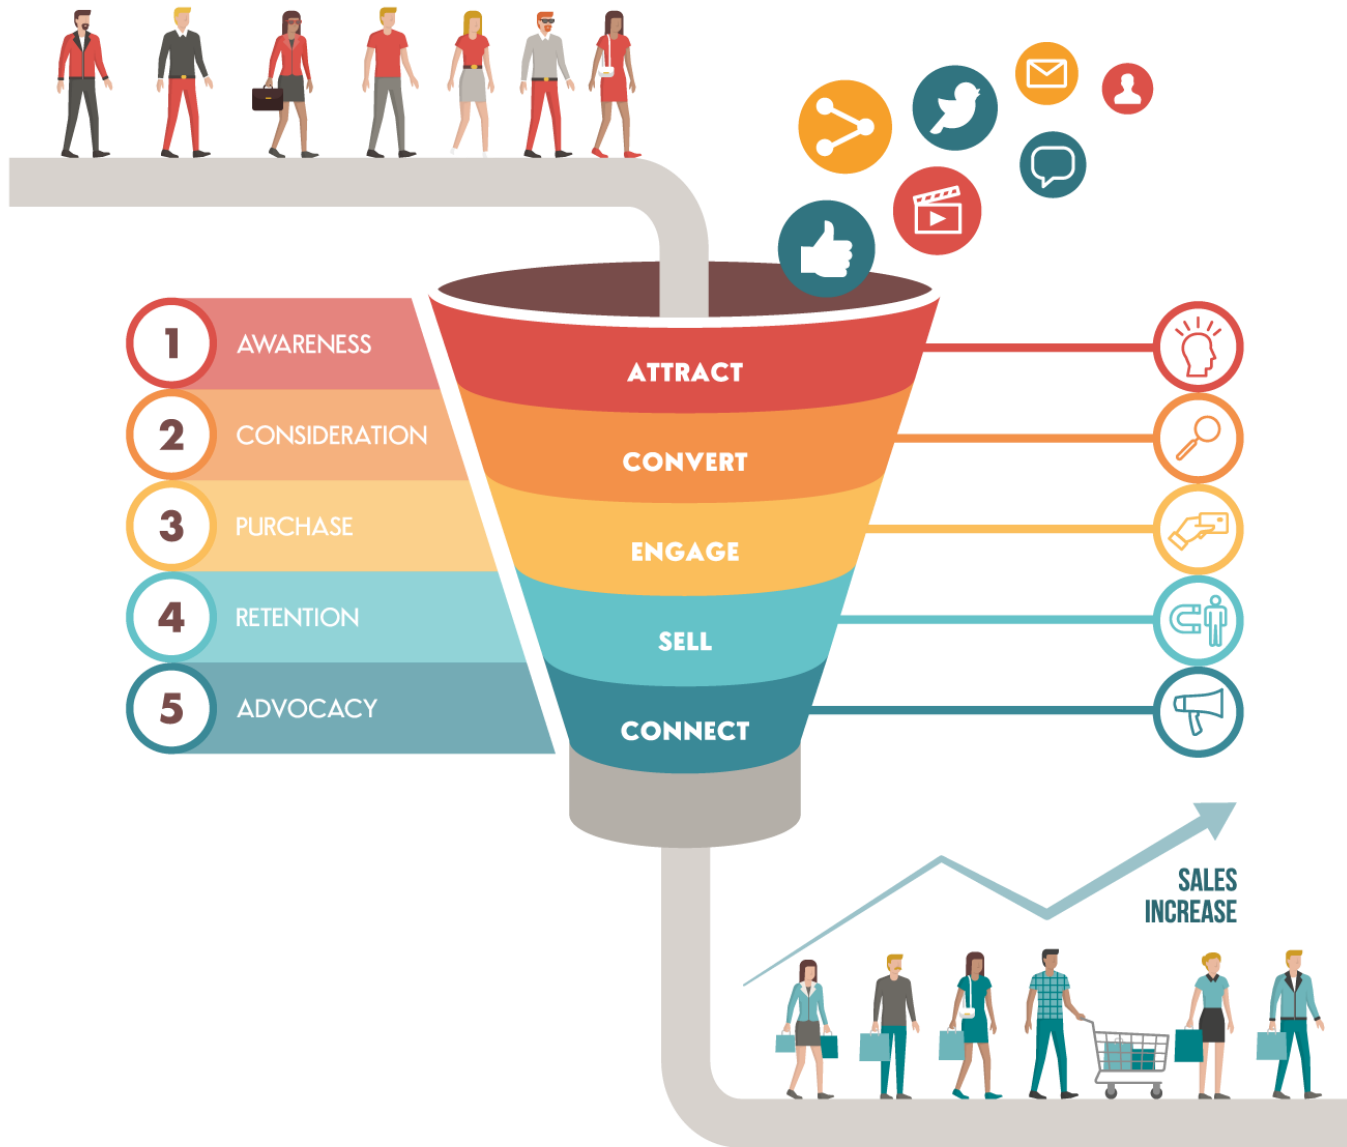 1 AWARENESS
ATTRACT
2 CONSIDERATION
CONVERT
3 PURCHASE
ENGAGE
4 RETENTION
SELL
5 ADVOCACY
CONNECT
SALES
INCREASE